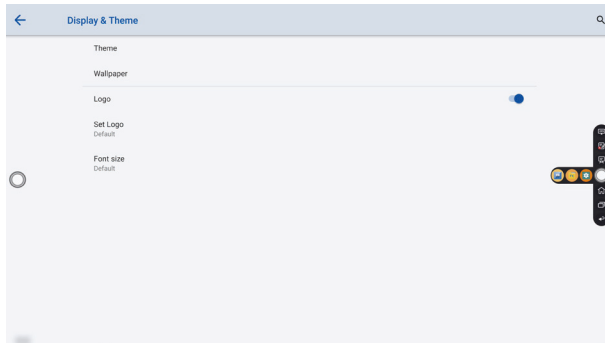 Display & Theme
Theme
Wallpaper
Logo
Set Logo
Default
Font size
Default